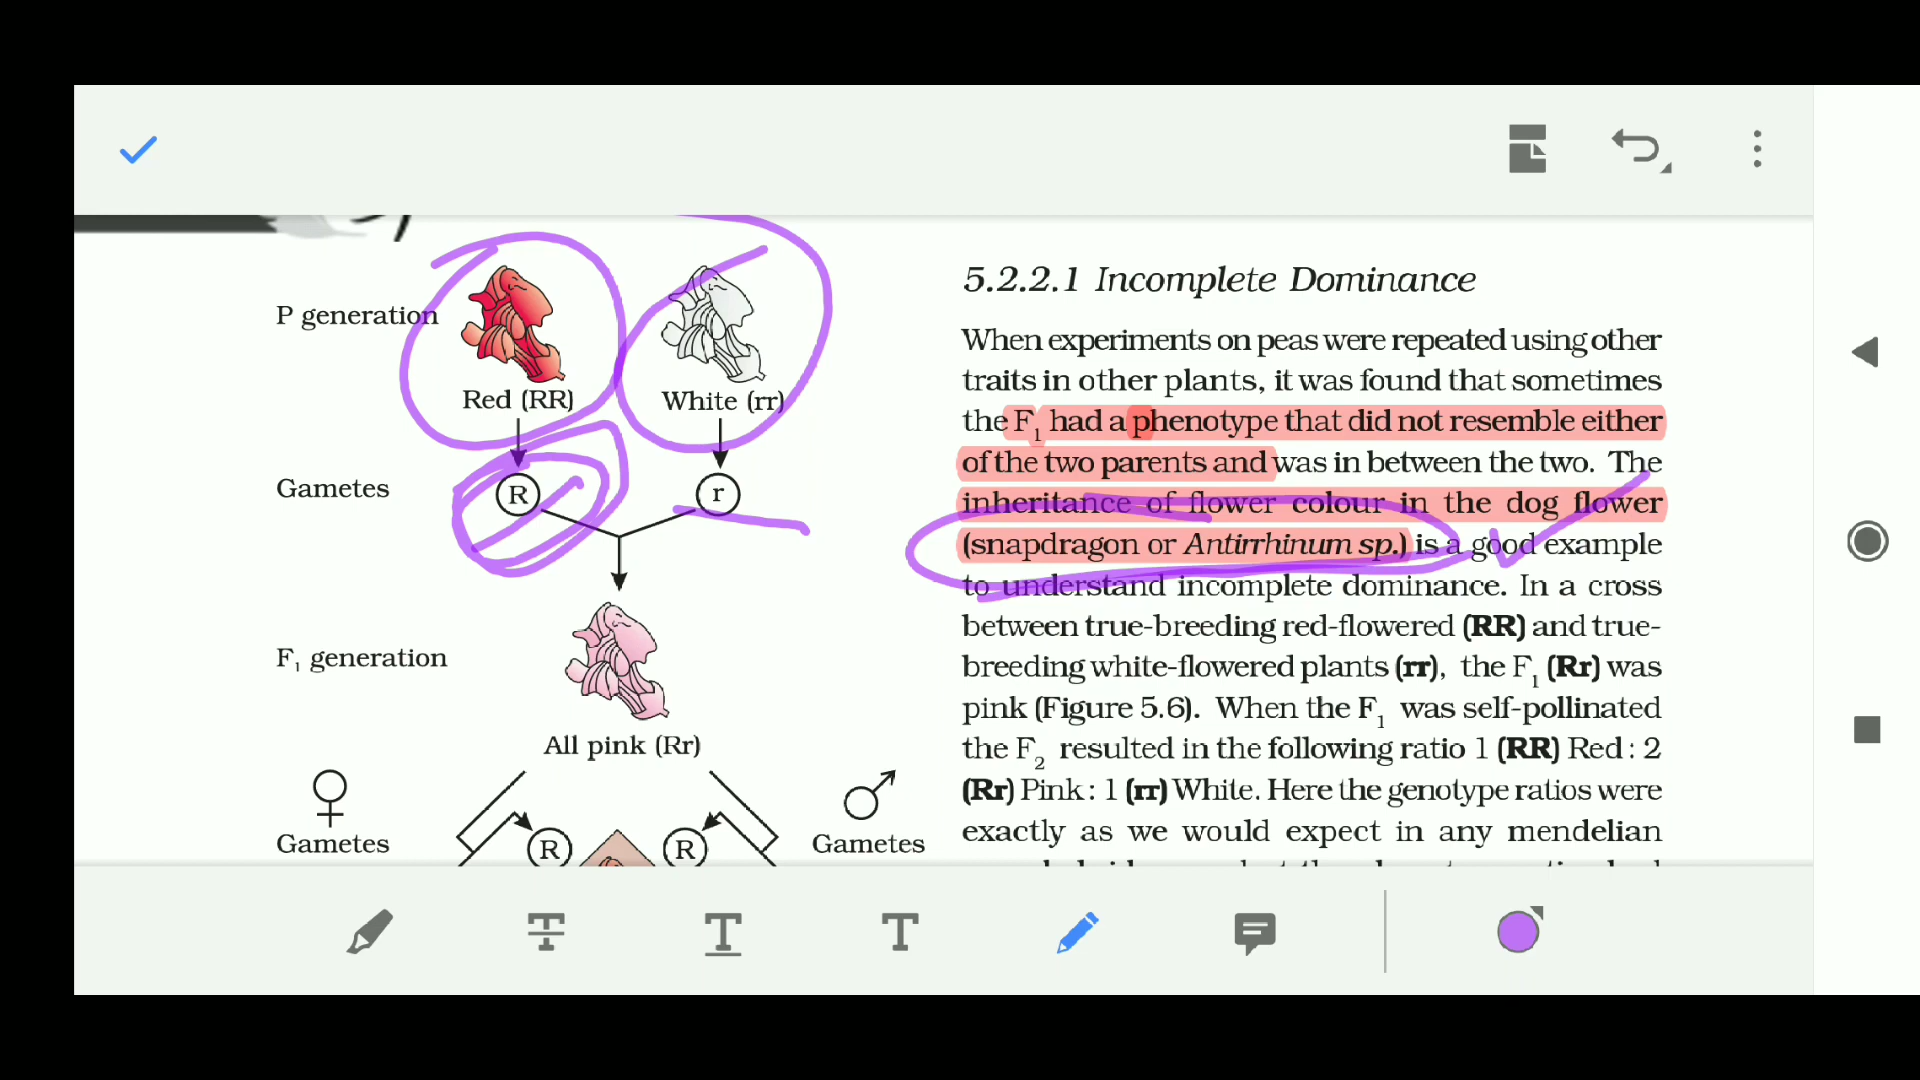 P generation
Red (RR)
White (rr)
Gametes
R
r
F1 generation
All pink (Rr)
Gametes
R
R
Gametes
5.2.2.1 Incomplete Dominance
When experiments on peas were repeated using other
traits in other plants, it was found that sometimes
the F1 had a phenotype that did not resemble either
of the two parents and was in between the two. The
inheritance of flower colour in the dog flower
(snapdragon or Antirrhinum sp.) is a good example
to understand incomplete dominance. In a cross
between true-breeding red-flowered (RR) and true-
breeding white-flowered plants (rr), the F1 (Rr) was
pink (Figure 5.6). When the F1 was self-pollinated
the F2 resulted in the following ratio 1 (RR) Red : 2
(Rr) Pink : 1 (rr) White. Here the genotype ratios were
exactly as we would expect in any mendelian